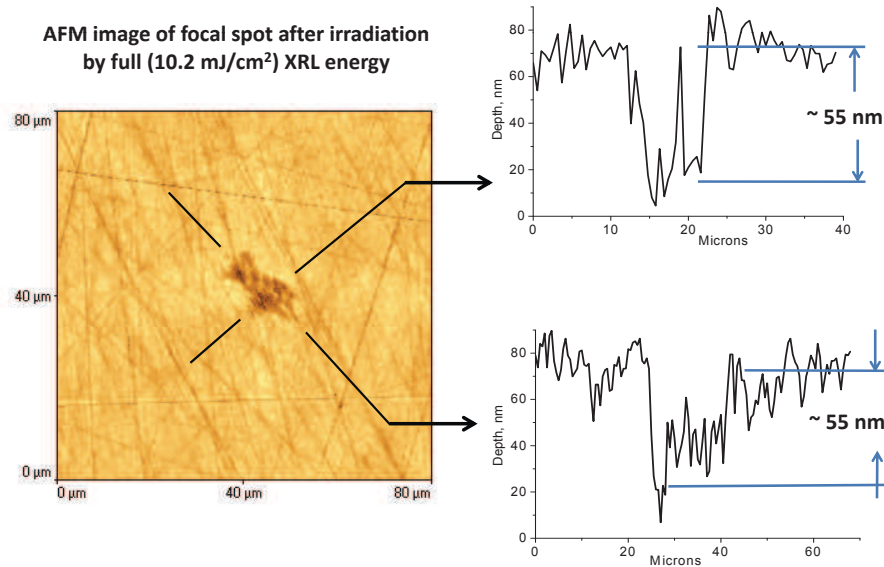 AFM image of focal spot after irradiation
by full (10.2 mJ/cm²) XRL energy
80 µm
40 µm
0 µm
0 µm
40 µm
80 µm
Depth, nm
80
60
40
20
0
0
10
20
30
40
Microns
~ 55 nm
Depth, nm
80
60
40
20
0
0
20
40
60
Microns
~ 55 nm